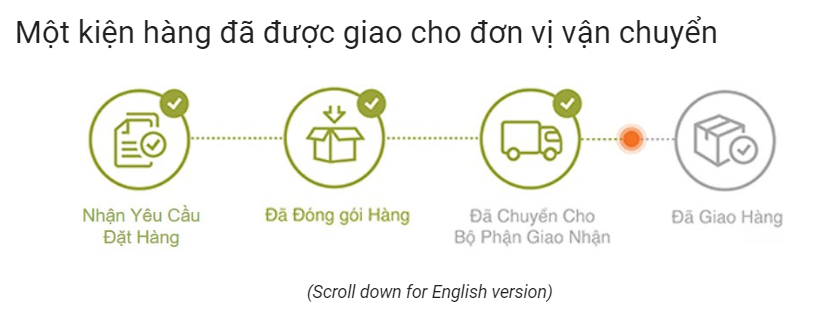 Một kiện hàng đã được giao cho đơn vị vận chuyển
Nhận Yêu Cầu
Đặt Hàng
Đã Đóng gói Hàng
Đã Chuyển Cho
Bộ Phận Giao Nhận
Đã Giao Hàng
(Scroll down for English version)